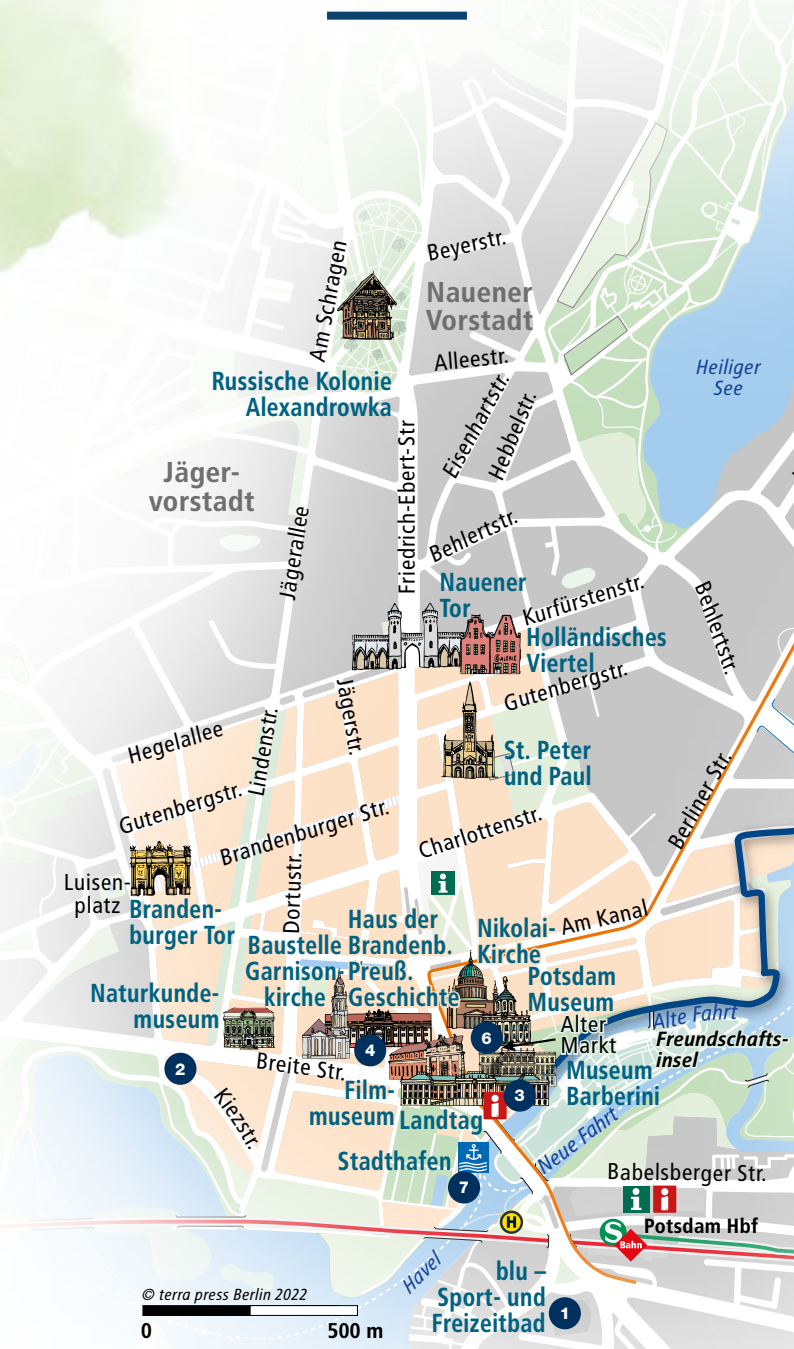 Beyerstr.
Am Schragen
Nauener
Vorstadt
Alleestr.
Heiliger
See
Russische Kolonie
Alexandrowka
Eisenhartstr.
Hebbelstr.
Friedrich-Ebert-Str
Jäger-
vorstadt
Jägerallee
Behlertstr.
Nauener
Tor
Kurfürstenstr.
Behlertstr.
Holländisches
Viertel
GALERIE
Gutenbergstr.
Jägerstr.
Hegelallee
Lindenstr.
St. Peter
und Paul
Gutenbergstr.
Brandenburger Str.
Charlottenstr.
Berliner Str.
Luisen-
platz
Branden-
burger Tor
Dortustr.
i
Haus der
Brandenb.
Preuß.
Geschichte
Baustelle
Garnison-
kirche
Nikolai-
Kirche
Am Kanal
Potsdam
Museum
Naturkunde-
museum
Alter
Markt
Alte Fahrt
Freundschafts-
insel
6
4
2
Breite Str.
Museum
Barberini
3
i
Film-
museum
Landtag
Kiezstr.
Neue Fahrt
Stadthafen
7
Babelsberger Str.
i i
H
S
Potsdam Hbf
Bahn
Havel
blu –
Sport- und
Freizeitbad
1
© terra press Berlin 2022
0 500 m